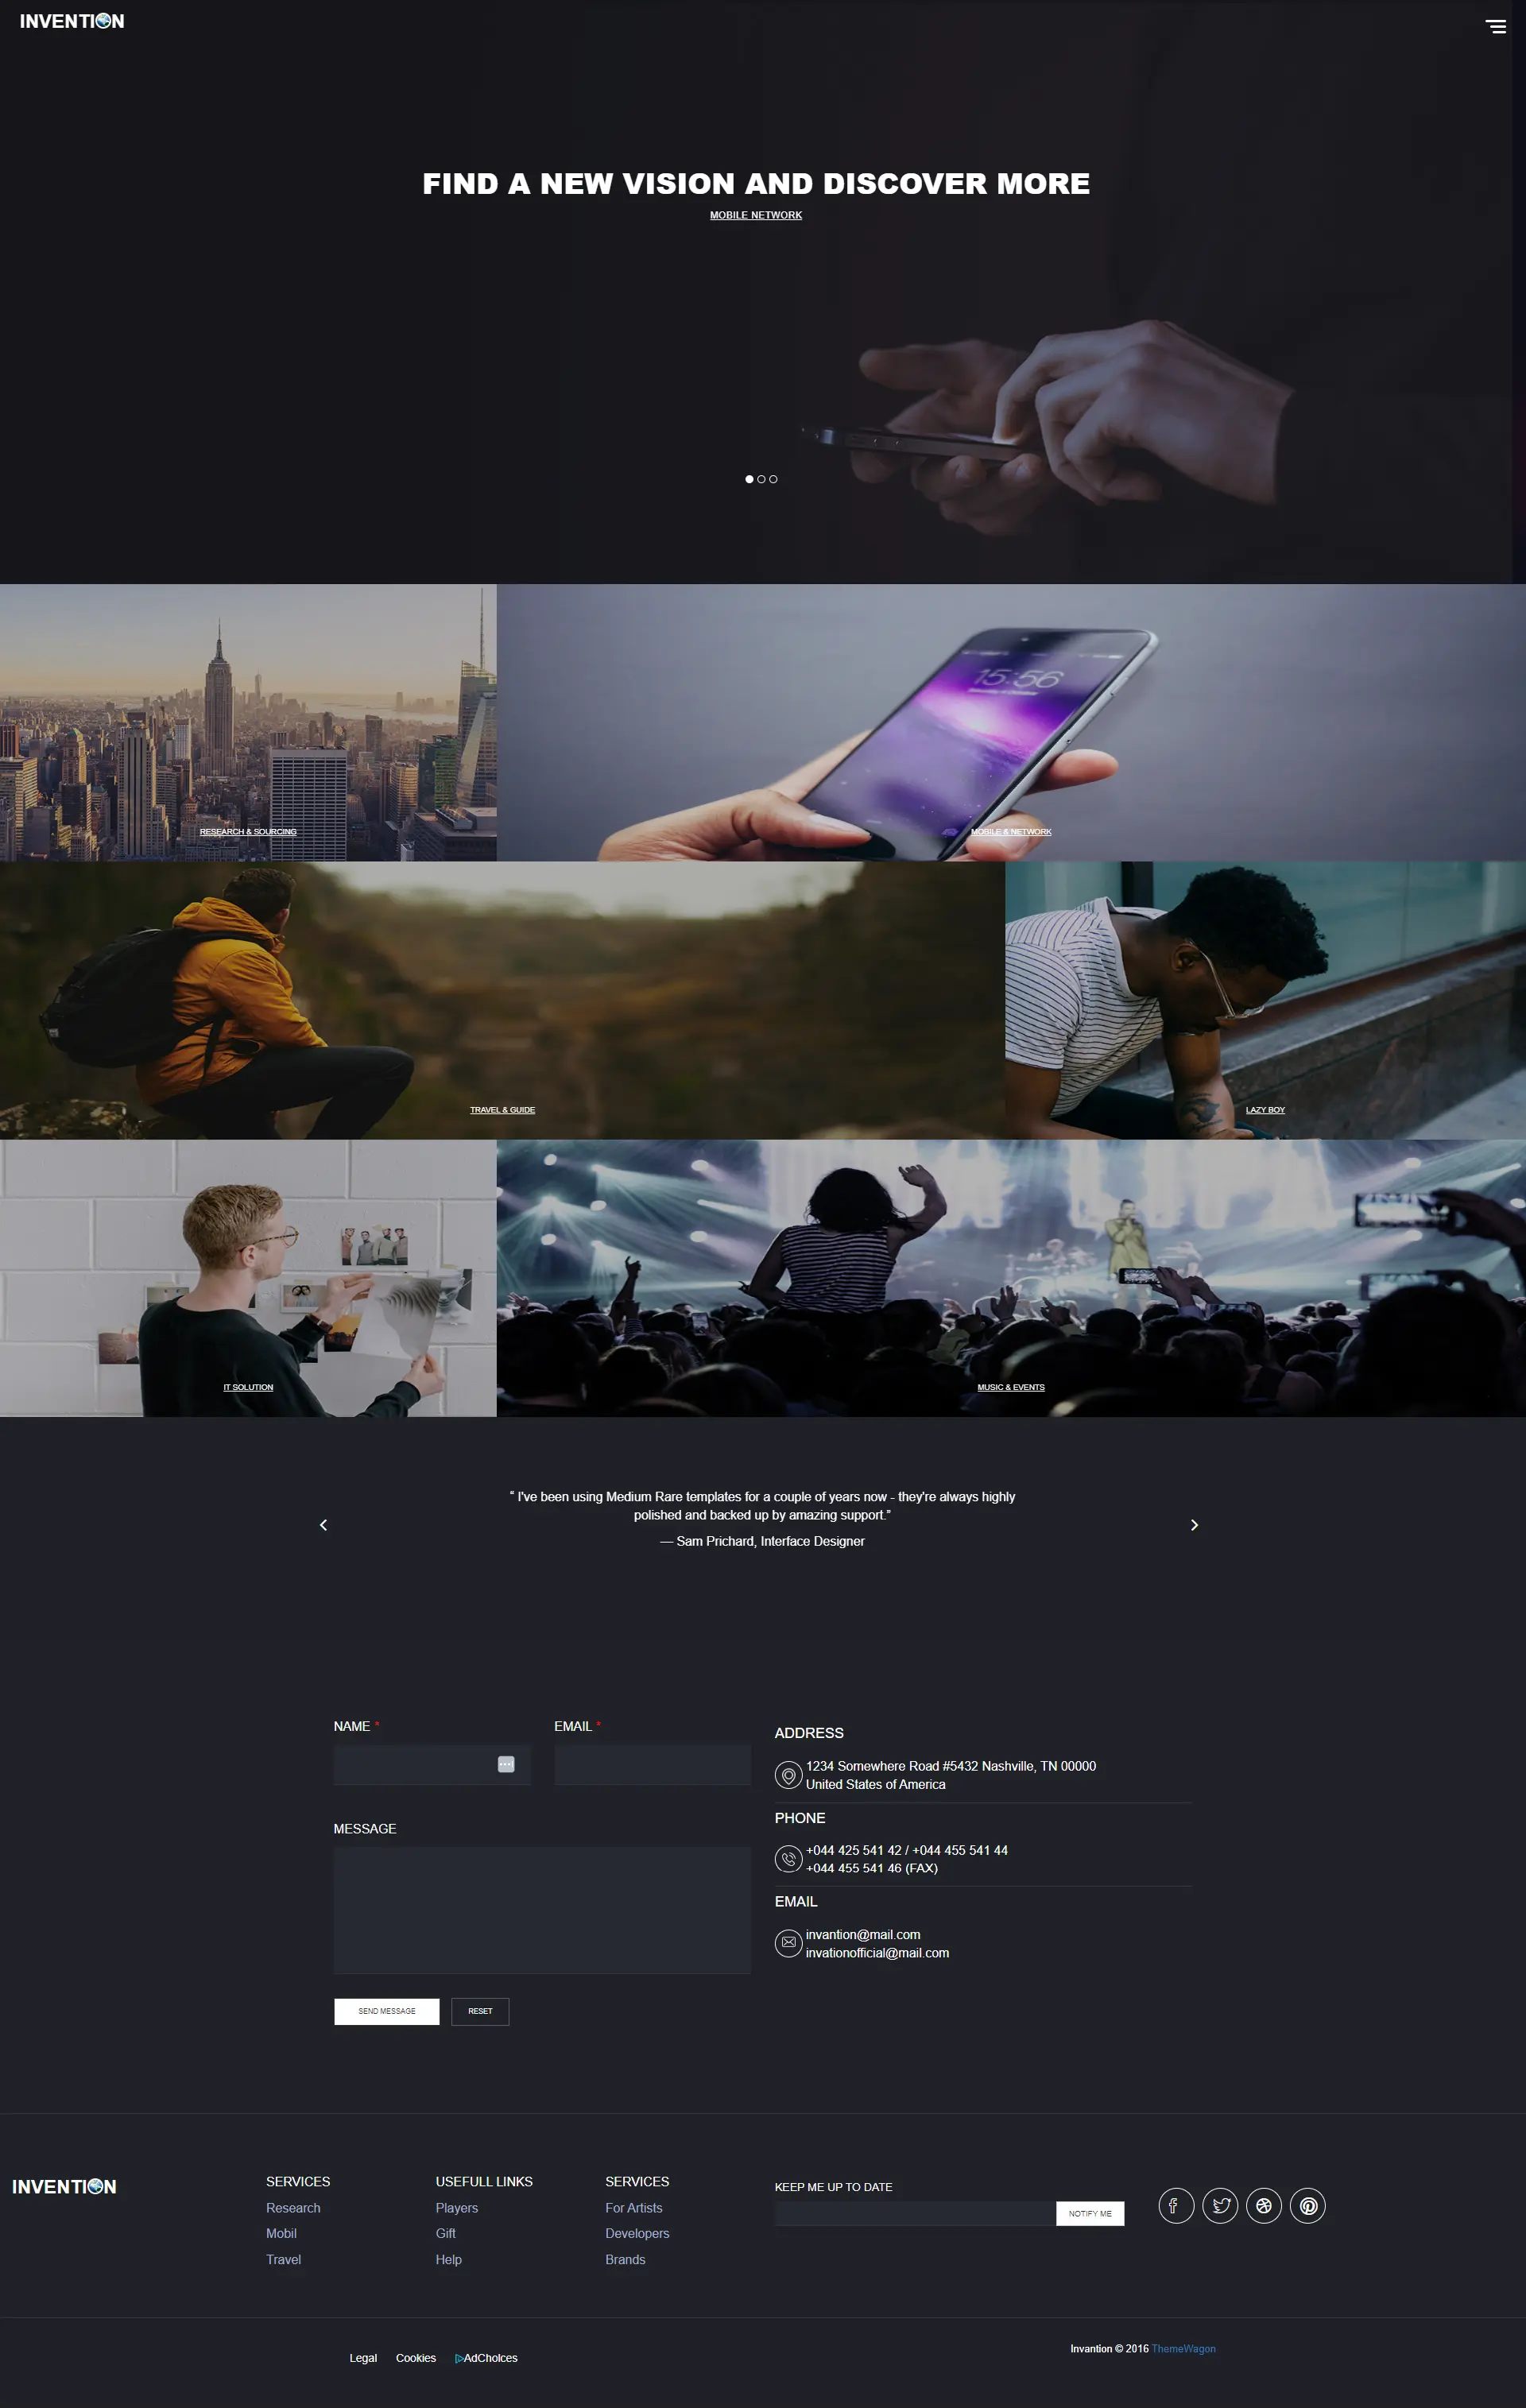 INVENTION
FIND A NEW VISION AND DISCOVER MORE
MOBILE NETWORK
15:56
RESEARCH & SOURCING
MOBILE & NETWORK
TRAVEL & GUIDE
LAZY BOY
IT SOLUTION
MUSIC & EVENTS
“ I've been using Medium Rare templates for a couple of years now - they're always highly
polished and backed up by amazing support.”
— Sam Prichard, Interface Designer
NAME *
EMAIL *
MESSAGE
SEND MESSAGE
RESET
ADDRESS
1234 Somewhere Road #5432 Nashville, TN 00000
United States of America
PHONE
+044 425 541 42 / +044 455 541 44
+044 455 541 46 (FAX)
EMAIL
invantion@mail.com
invationofficial@mail.com
INVENTION
SERVICES
Research
Mobil
Travel
USEFULL LINKS
Players
Gift
Help
SERVICES
For Artists
Developers
Brands
KEEP ME UP TO DATE
NOTIFY ME
Legal
Cookies
AdChoices
Invantion © 2016 ThemeWagon